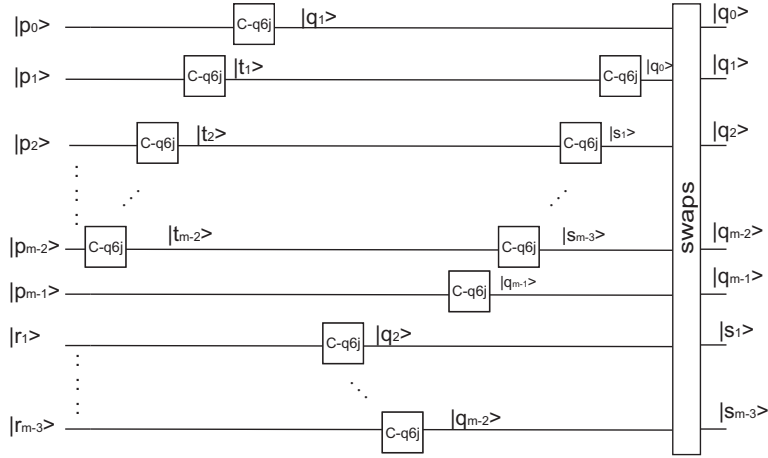 |p0> C-q6j |q1> |q0>
|p1> C-q6j |t1> C-q6j |q0> |q1>
|p2> C-q6j |t2> C-q6j |s1> |q2>
|pm-2> C-q6j |tm-2> C-q6j |sm-3> |qm-2>
|pm-1> C-q6j |qm-1> |qm-1>
|r1> C-q6j |q2> |s1>
|rm-3> C-q6j |qm-2> |sm-3>
swaps